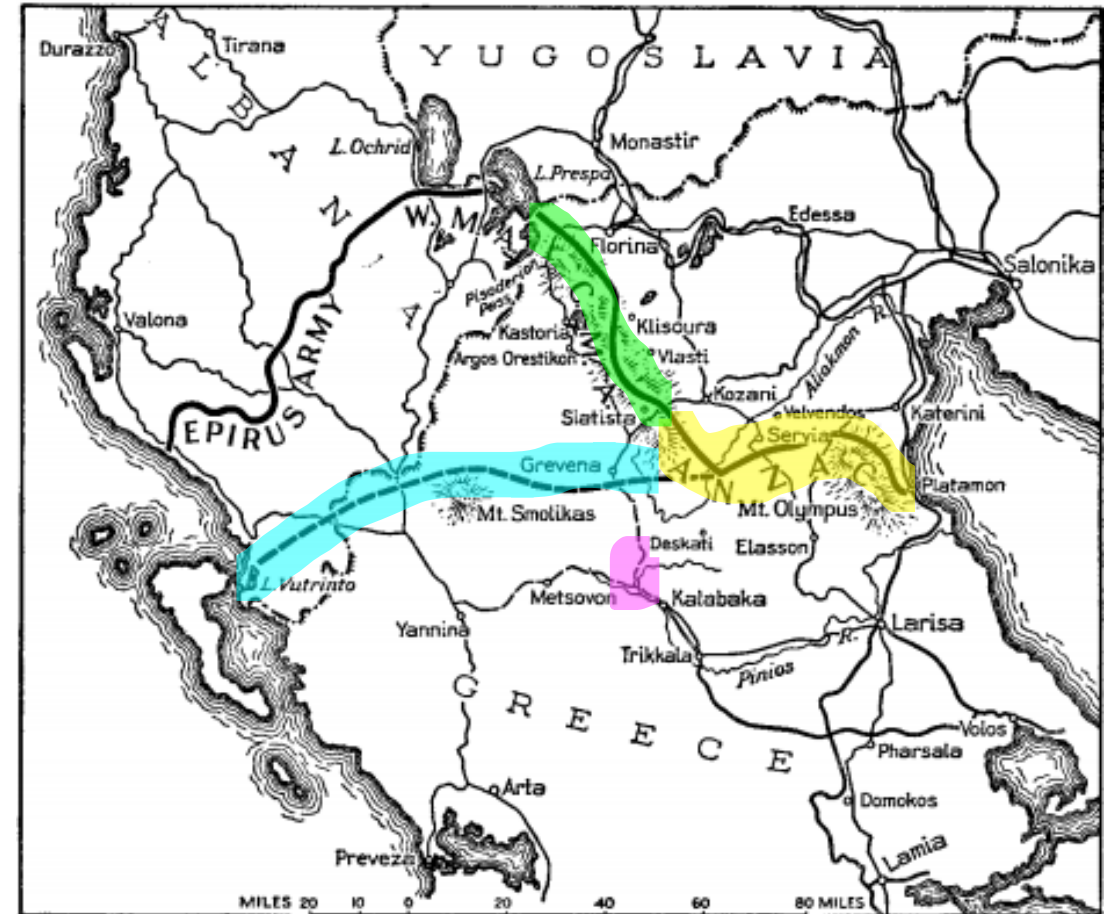 YUGOSLAVIA
Durazzo
Tirana
ALBANIA
L.Ochrid
Monastir
L.Prespa
W. MACEDONIA
Edessa
Florina
Salonika
Pisoderion
Pass
Valona
ARMY
Kastoria
Klisoura
Argos Orestikon
Vlasti
Aliakmon R.
Kozani
Siatista
Velvendos
Katerini
EPIRUS
Servia
Grevena
ANZAC
Platamon
Mt. Smolikas
Mt. Olympus
Deskati
Elasson
L.Vutrinto
Metsovon
Kalabaka
Yannina
Larisa
Trikkala
Pinios R.
GREECE
Volos
Pharsala
Arta
Domokos
Preveza
Lamia
MILES 20 10 0 20 40 60 80 MILES